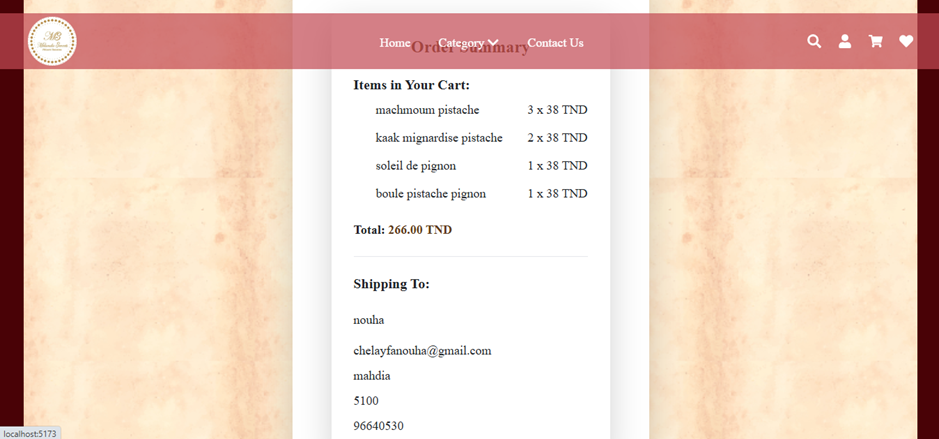 MB
Home
Category
Contact Us
Order Summary
Items in Your Cart:
machmoum pistache 3 x 38 TND
kaak mignardise pistache 2 x 38 TND
soleil de pignon 1 x 38 TND
boule pistache pignon 1 x 38 TND
Total: 266.00 TND
Shipping To:
nouha
chelayfanouha@gmail.com
mahdia
5100
96640530
localhost:5173